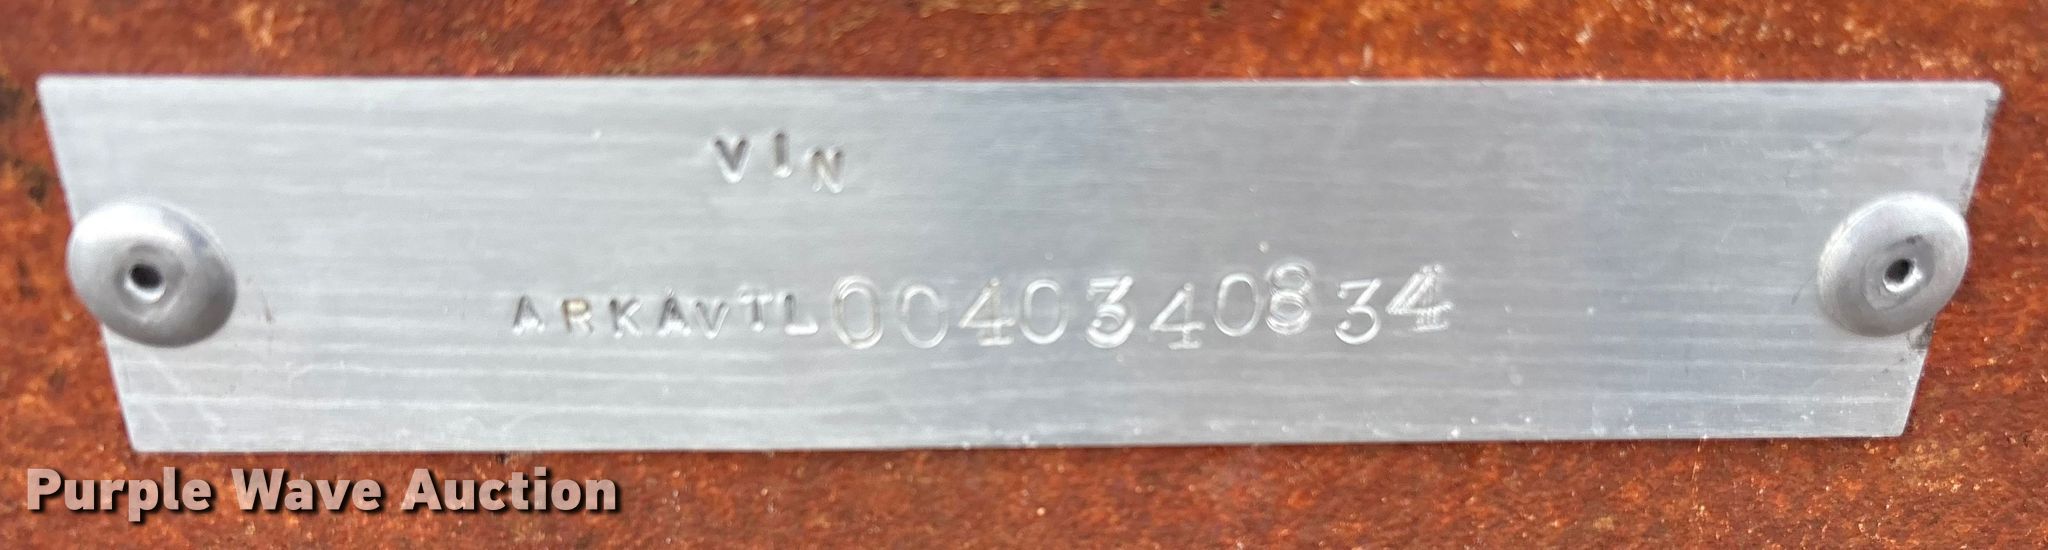 VIN
ARKAVTL0040340834
Purple Wave Auction